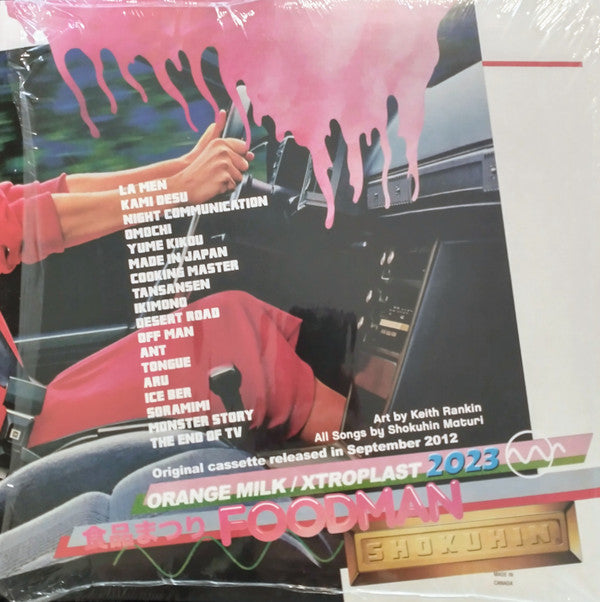 LA MEN
KAMI DESU
NIGHT COMMUNICATION
OMOCHI
YUME KIKOU
MADE IN JAPAN
COOKING MASTER
TANSANSEN
IKIMONO
DESERT ROAD
OFF MAN
ANT
TONGUE
ARU
ICE BER
SORAMIMI
MONSTER STORY
THE END OF TV
Art by Keith Rankin
All Songs by Shokuhin Maturi
Original cassette released in September 2012
ORANGE MILK / XTROPLAST 2023
食品まつり FOODMAN
SHOKUHIN
MADE IN
CANADA